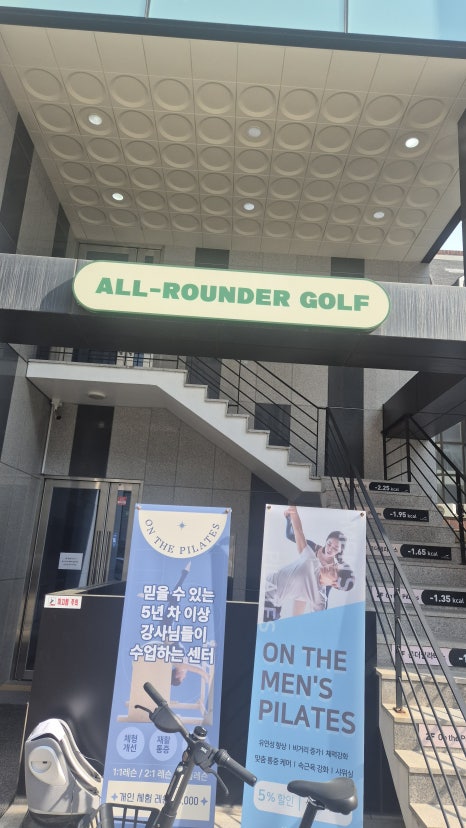 ALL-ROUNDER GOLF
-2.25 kcal
-1.95 kcal
-1.65 kcal
-1.35 kcal
ON THE PILATES
믿을 수 있는
5년 차 이상
강사님들이
수업하는 센터
체형
개선
재활
통증
1:1레슨 / 2:1 레슨
개인 체험 레
,000
ON THE
MEN'S
PILATES
유연성 향상 | 비거리 증가 | 체력강화
맞춤 통증 케어 | 속근육 강화 |
5% 할인
2F On the